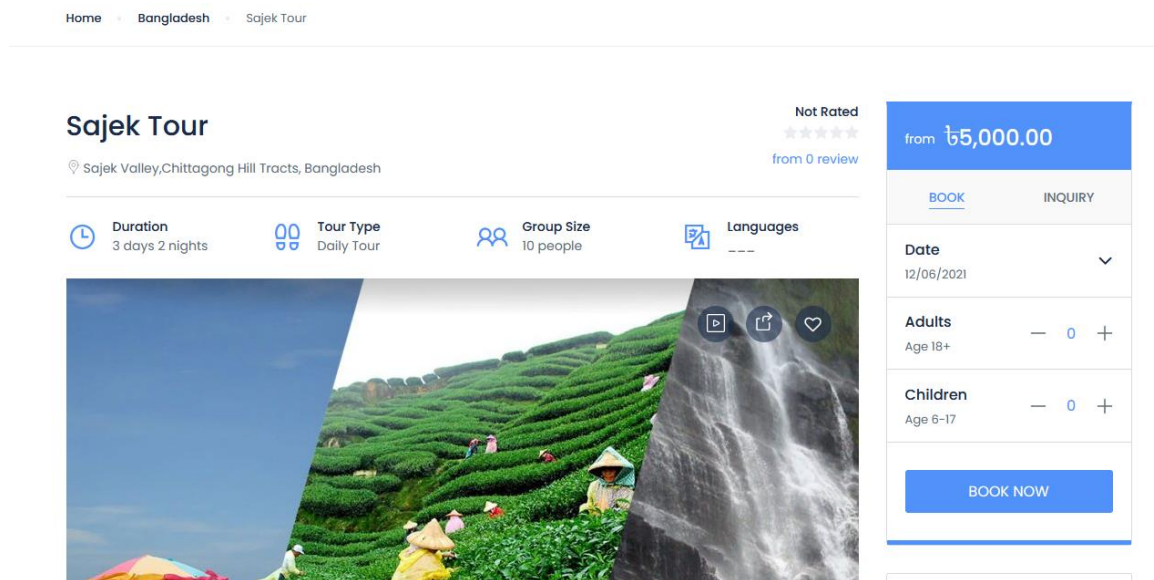 Home
Bangladesh
Sajek Tour
Sajek Tour
Sajek Valley,Chittagong Hill Tracts, Bangladesh
Not Rated
from 0 review
Duration
3 days 2 nights
Tour Type
Daily Tour
Group Size
10 people
Languages
___
from ৳5,000.00
BOOK
INQUIRY
Date
12/06/2021
Adults
Age 18+
— 0 +
Children
Age 6-17
— 0 +
BOOK NOW